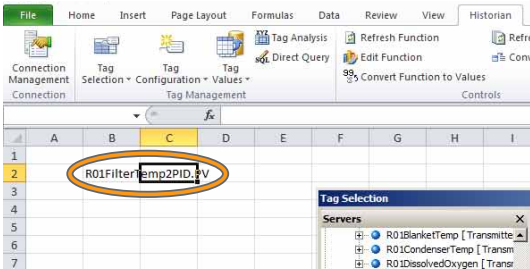 File Home Insert Page Layout Formulas Data Review View Historian
Tag Analysis Refresh Function
Direct Query Edit Function
Convert Function to Values
Connection Management
Tag Selection
Tag Configuration
Tag Values
Connection Tag Management Controls
fx
A B C D E F G H I
1
2 R01FilterTemp2PID.PV
3
4
5
6
7
Tag Selection
Servers X
R01BlanketTemp [ Transmitte
R01CondenserTemp [ Transm
R01DissolvedOxygen [ Transm